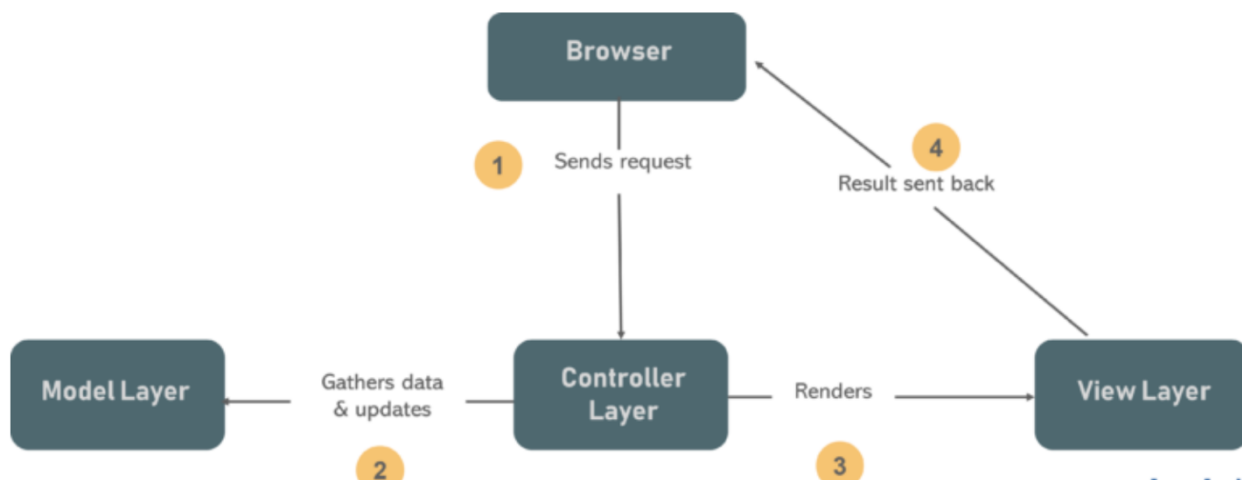 Browser
1
Sends request
4
Result sent back
Model Layer
Gathers data
& updates
2
Controller
Layer
Renders
3
View Layer